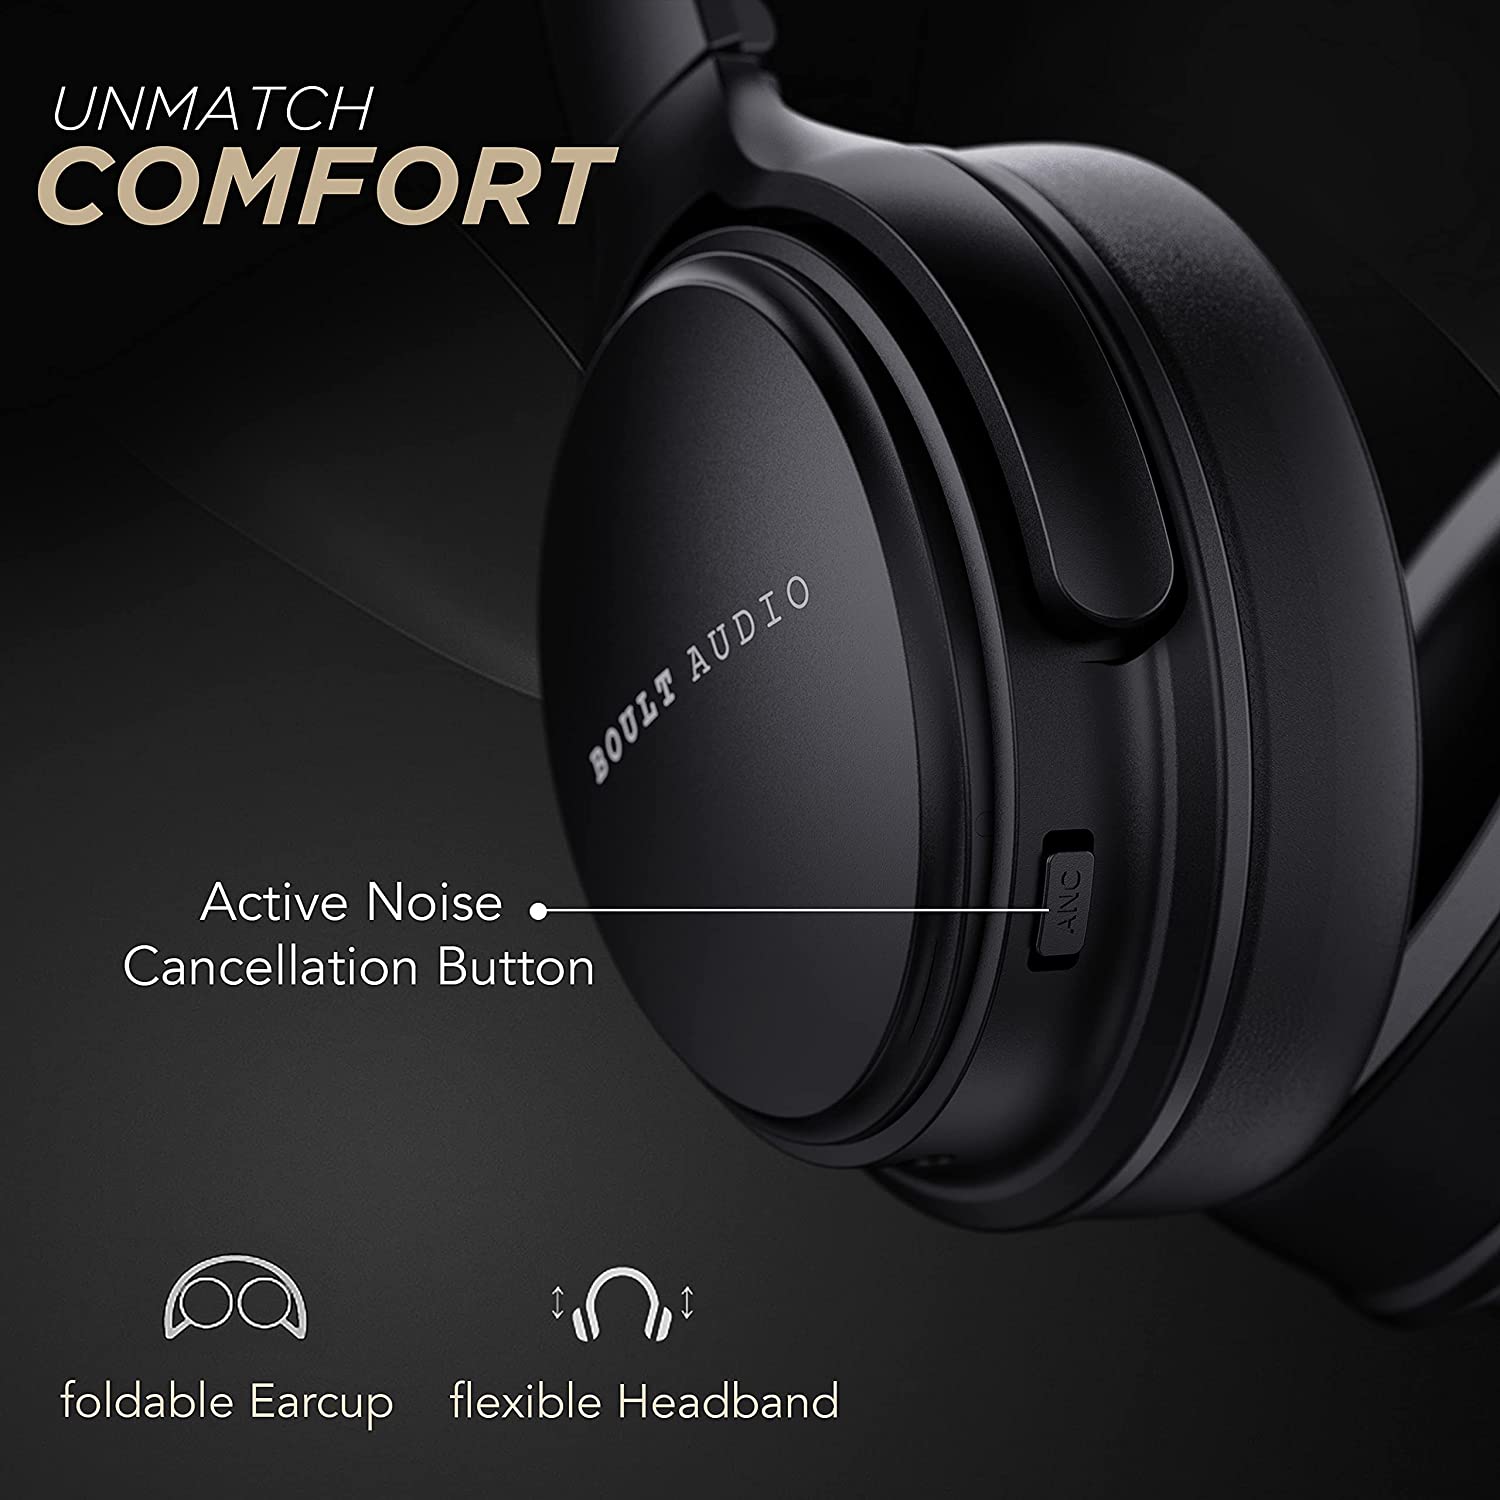 UNMATCH
COMFORT
BOULT AUDIO
ANC
Active Noise
Cancellation Button
foldable Earcup
flexible Headband